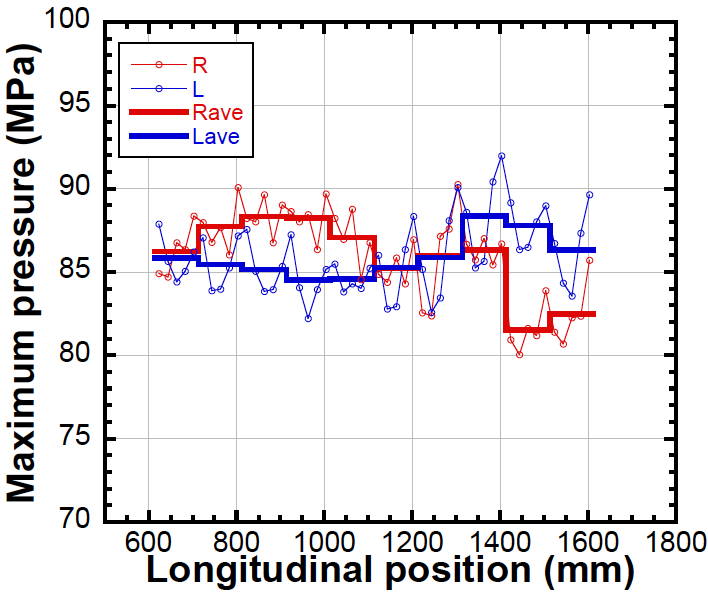 100
95
90
85
80
75
70
Maximum pressure (MPa)
R
L
Rave
Lave
600 800 1000 1200 1400 1600 1800
Longitudinal position (mm)